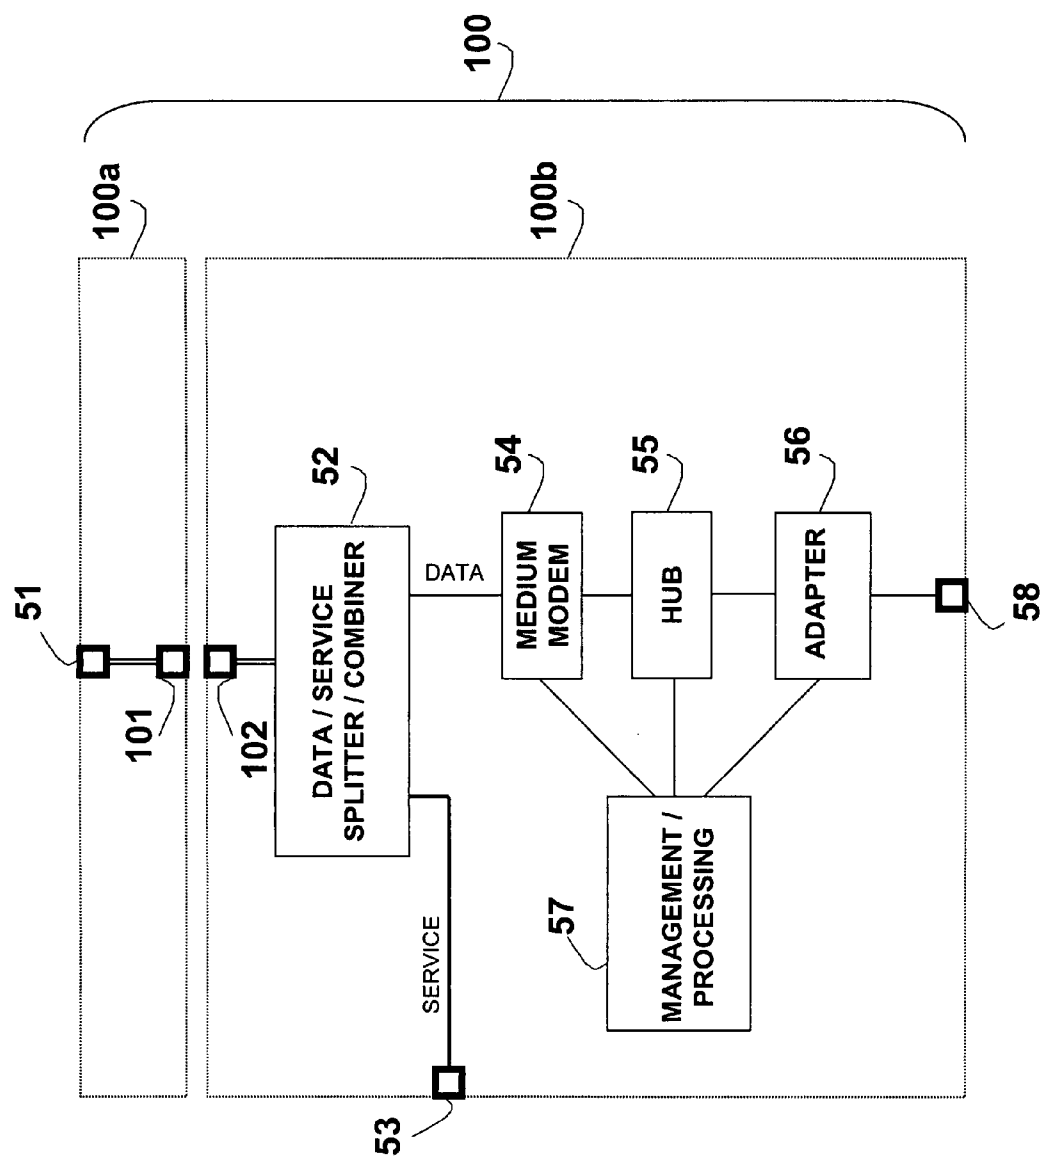 100
100a
100b
51
101
102
52
DATA / SERVICE
SPLITTER / COMBINER
DATA
SERVICE
53
54
MEDIUM
MODEM
55
HUB
56
ADAPTER
57
MANAGEMENT /
PROCESSING
58